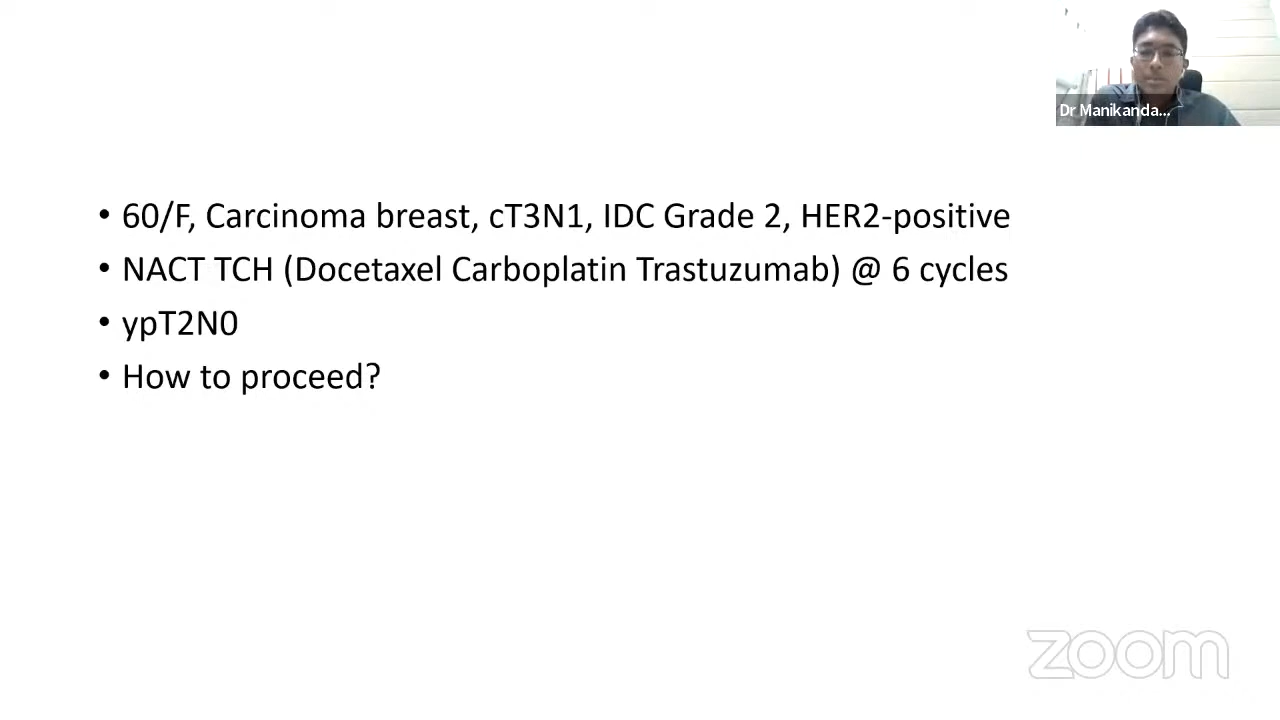 Dr Manikanda...
• 60/F, Carcinoma breast, cT3N1, IDC Grade 2, HER2-positive
• NACT TCH (Docetaxel Carboplatin Trastuzumab) @ 6 cycles
• ypT2N0
• How to proceed?
zoom